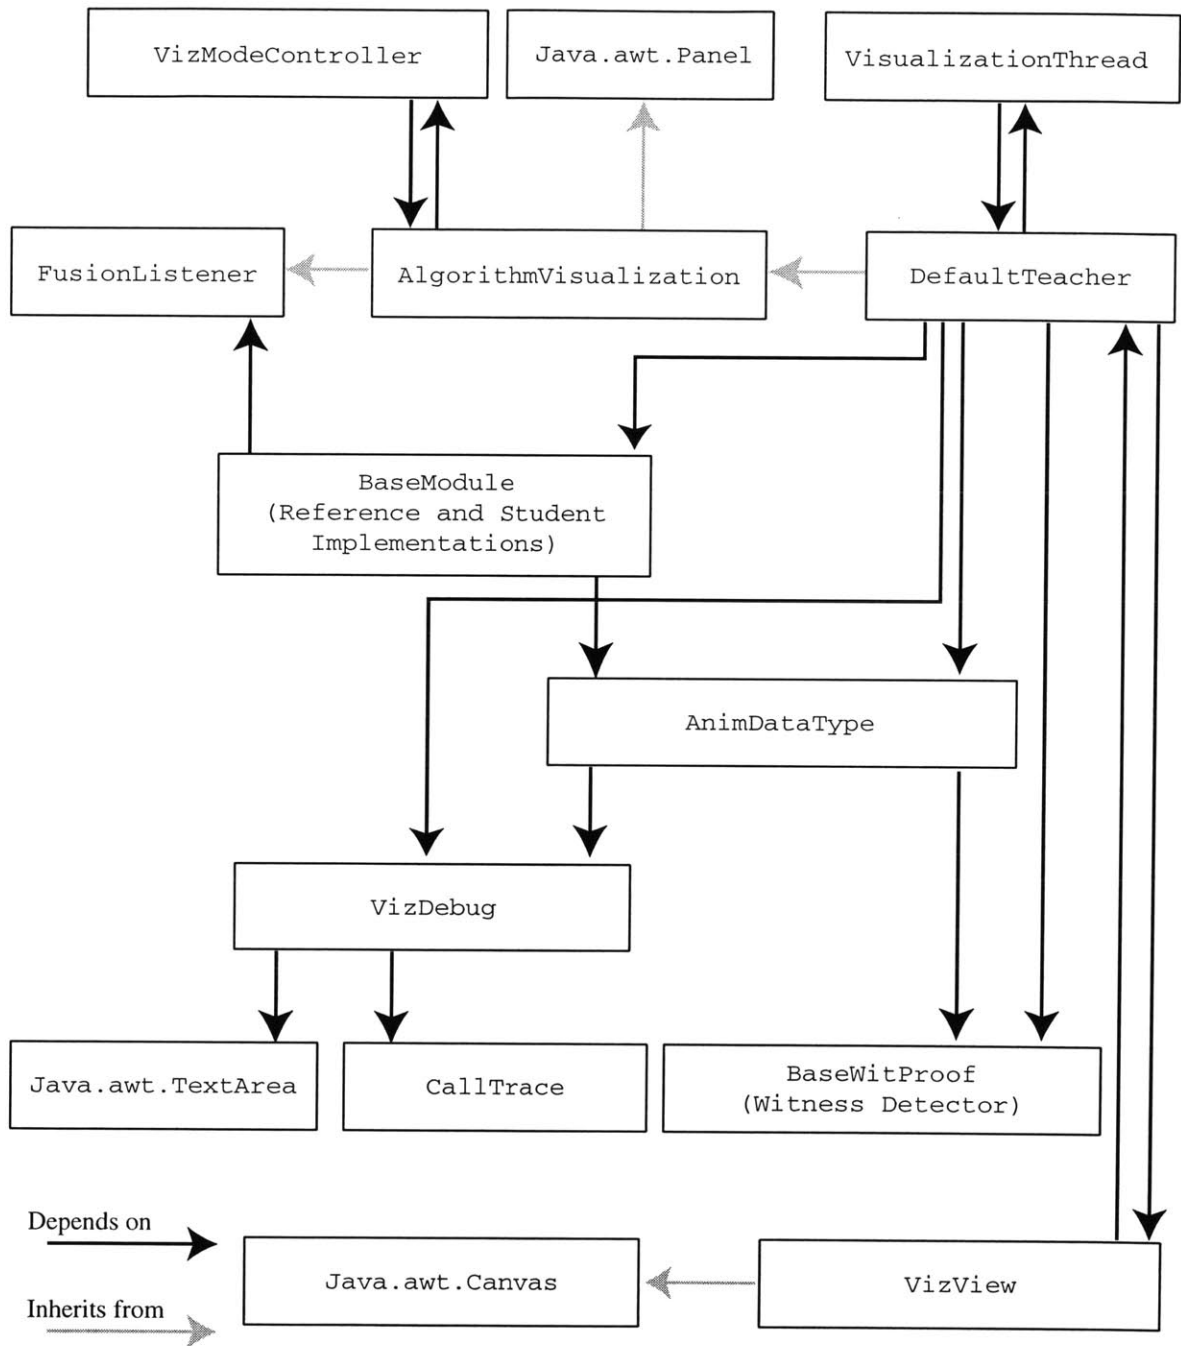 VizModeController
Java.awt.Panel
VisualizationThread
FusionListener
AlgorithmVisualization
DefaultTeacher
BaseModule
(Reference and Student
Implementations)
AnimDataType
VizDebug
Java.awt.TextArea
CallTrace
BaseWitProof
(Witness Detector)
Depends on
Java.awt.Canvas
VizView
Inherits from